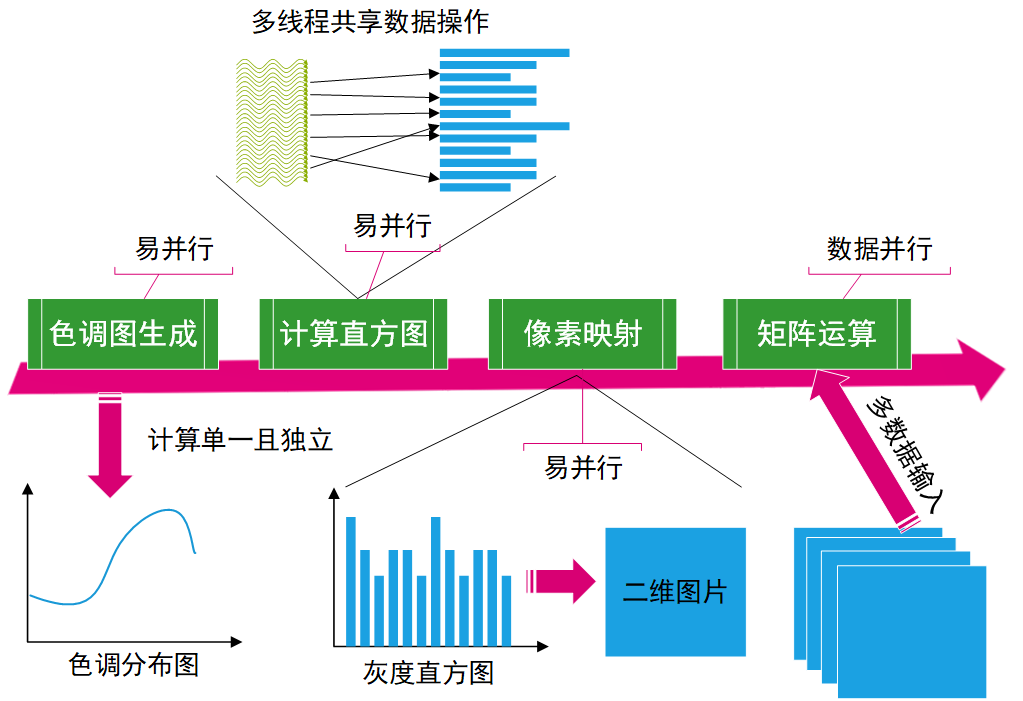 多线程共享数据操作
易并行
易并行
数据并行
色调图生成
计算直方图
像素映射
矩阵运算
计算单一且独立
易并行
多数据输入
二维图片
色调分布图
灰度直方图